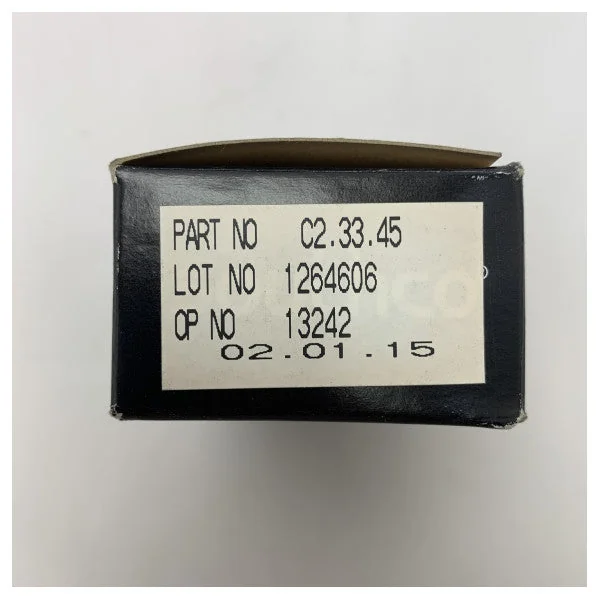 PART NO C2.33.45
LOT NO 1264606
OP NO 13242
02.01.15
®